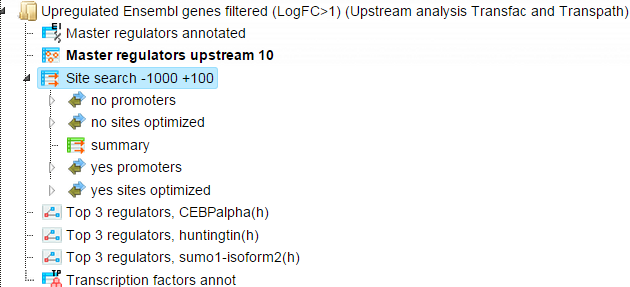 Upregulated Ensembl genes filtered (LogFC>1) (Upstream analysis Transfac and Transpath)
Master regulators annotated
Master regulators upstream 10
Site search -1000 +100
no promoters
no sites optimized
summary
yes promoters
yes sites optimized
Top 3 regulators, CEBPalpha(h)
Top 3 regulators, huntingtin(h)
Top 3 regulators, sumo1-isoform2(h)
Transcription factors annot